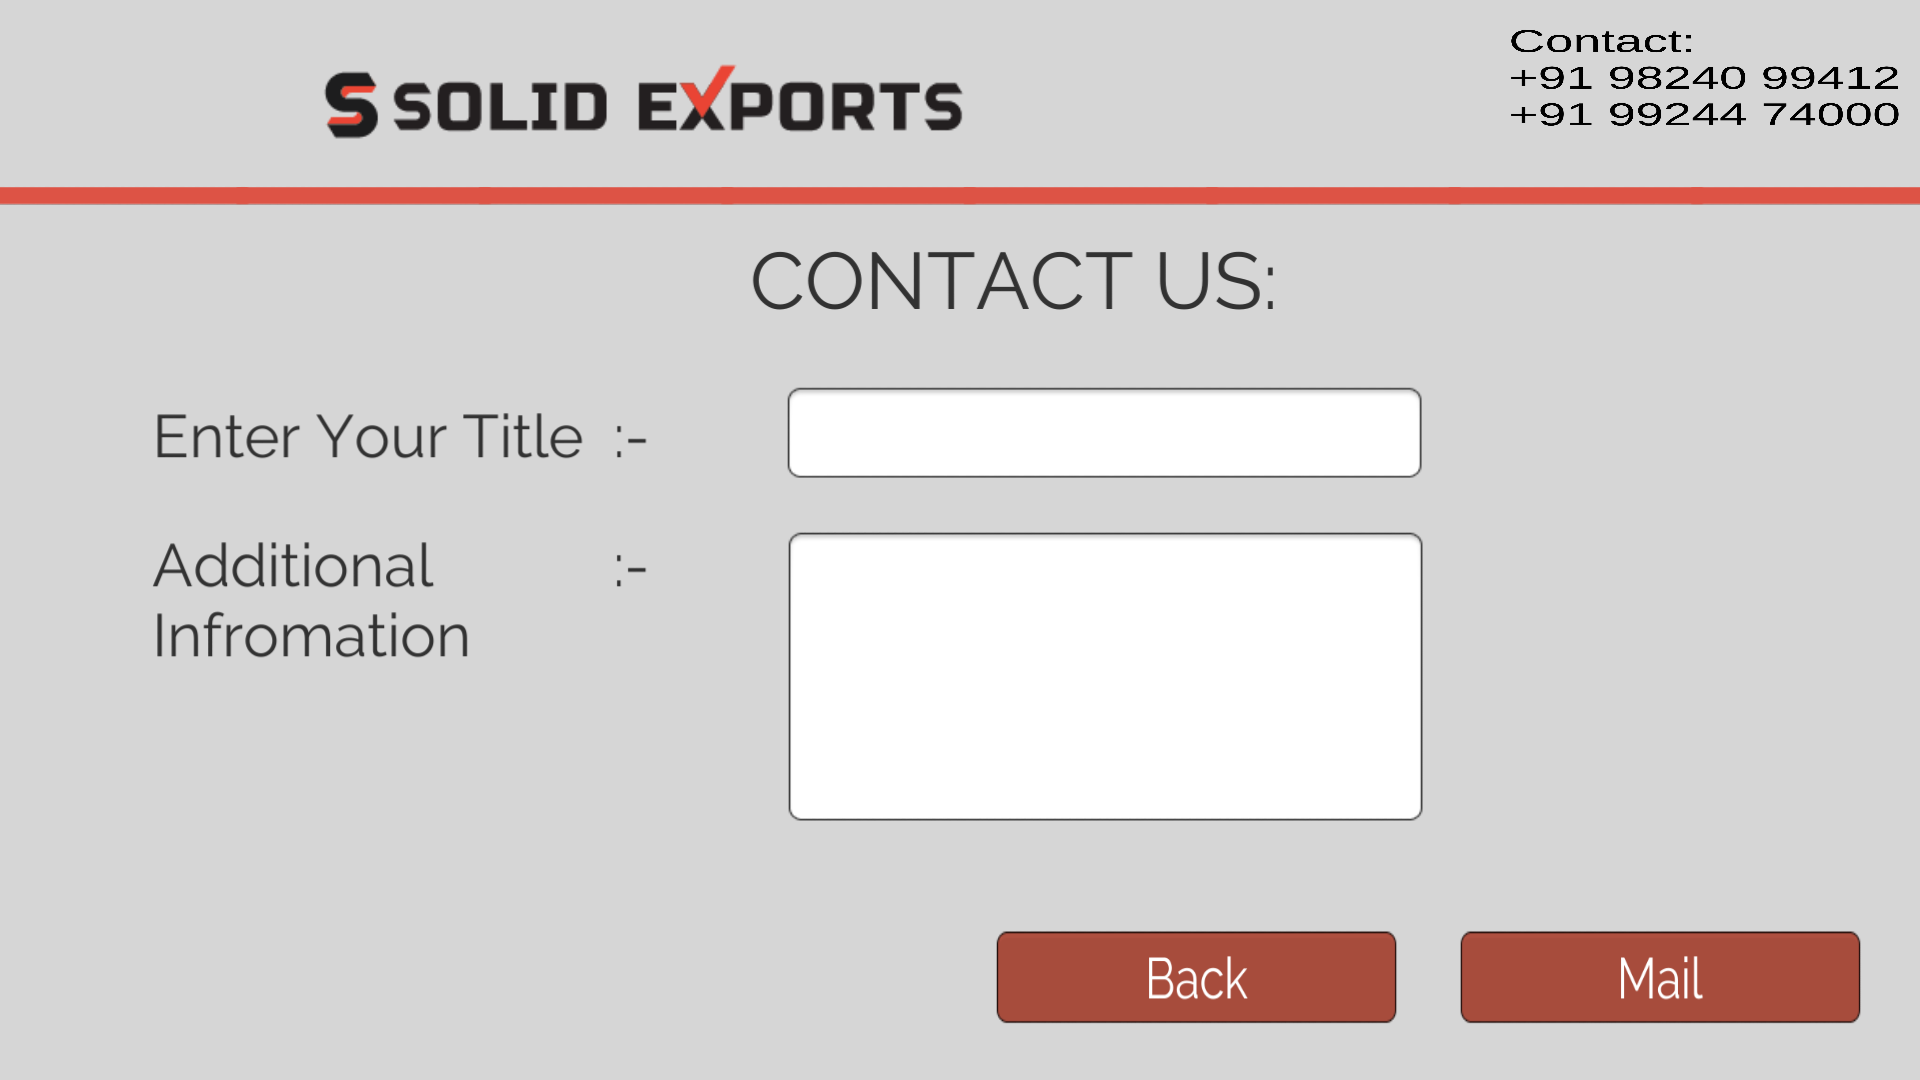 SOLID EXPORTS
Contact:
+91 98240 99412
+91 99244 74000
CONTACT US:
Enter Your Title :-
Additional :-
Infromation
Back
Mail